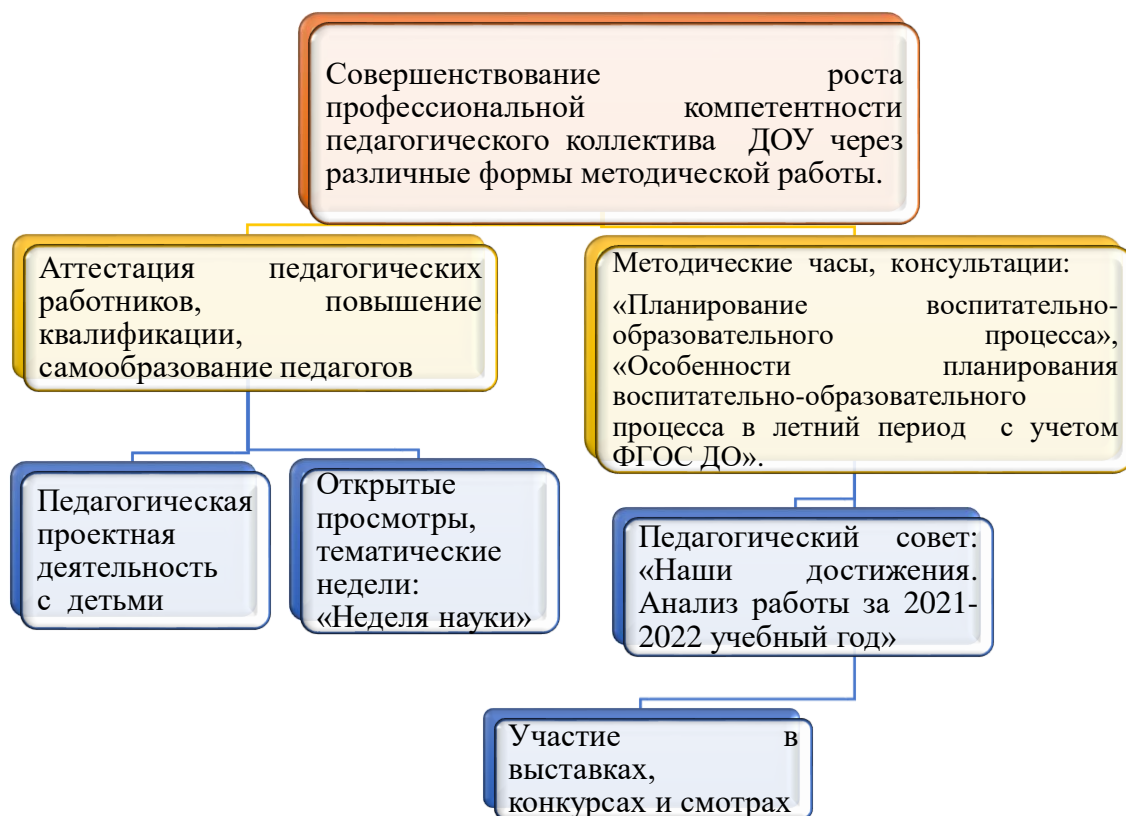 Совершенствование роста
профессиональной компетентности
педагогического коллектива ДОУ через
различные формы методической работы.
Аттестация педагогических
работников, повышение
квалификации,
самообразование педагогов
Методические часы, консультации:
«Планирование воспитательно-
образовательного процесса»,
«Особенности планирования
воспитательно-образовательного
процесса в летний период с учетом
ФГОС ДО».
Педагогическая
проектная
деятельность
с детьми
Открытые
просмотры,
тематические
недели:
«Неделя науки»
Педагогический совет:
«Наши достижения.
Анализ работы за 2021-
2022 учебный год»
Участие в
выставках,
конкурсах и смотрах